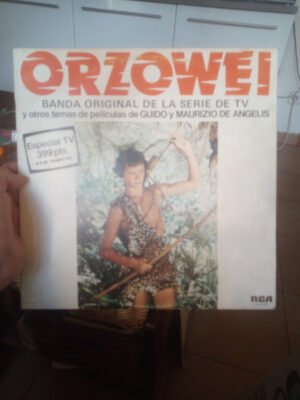 ORZOWEI
BANDA ORIGINAL DE LA SERIE DE TV
y otros temas de películas de GUIDO y MAURIZIO DE ANGELIS
Especial TV
399 pts.
RCA